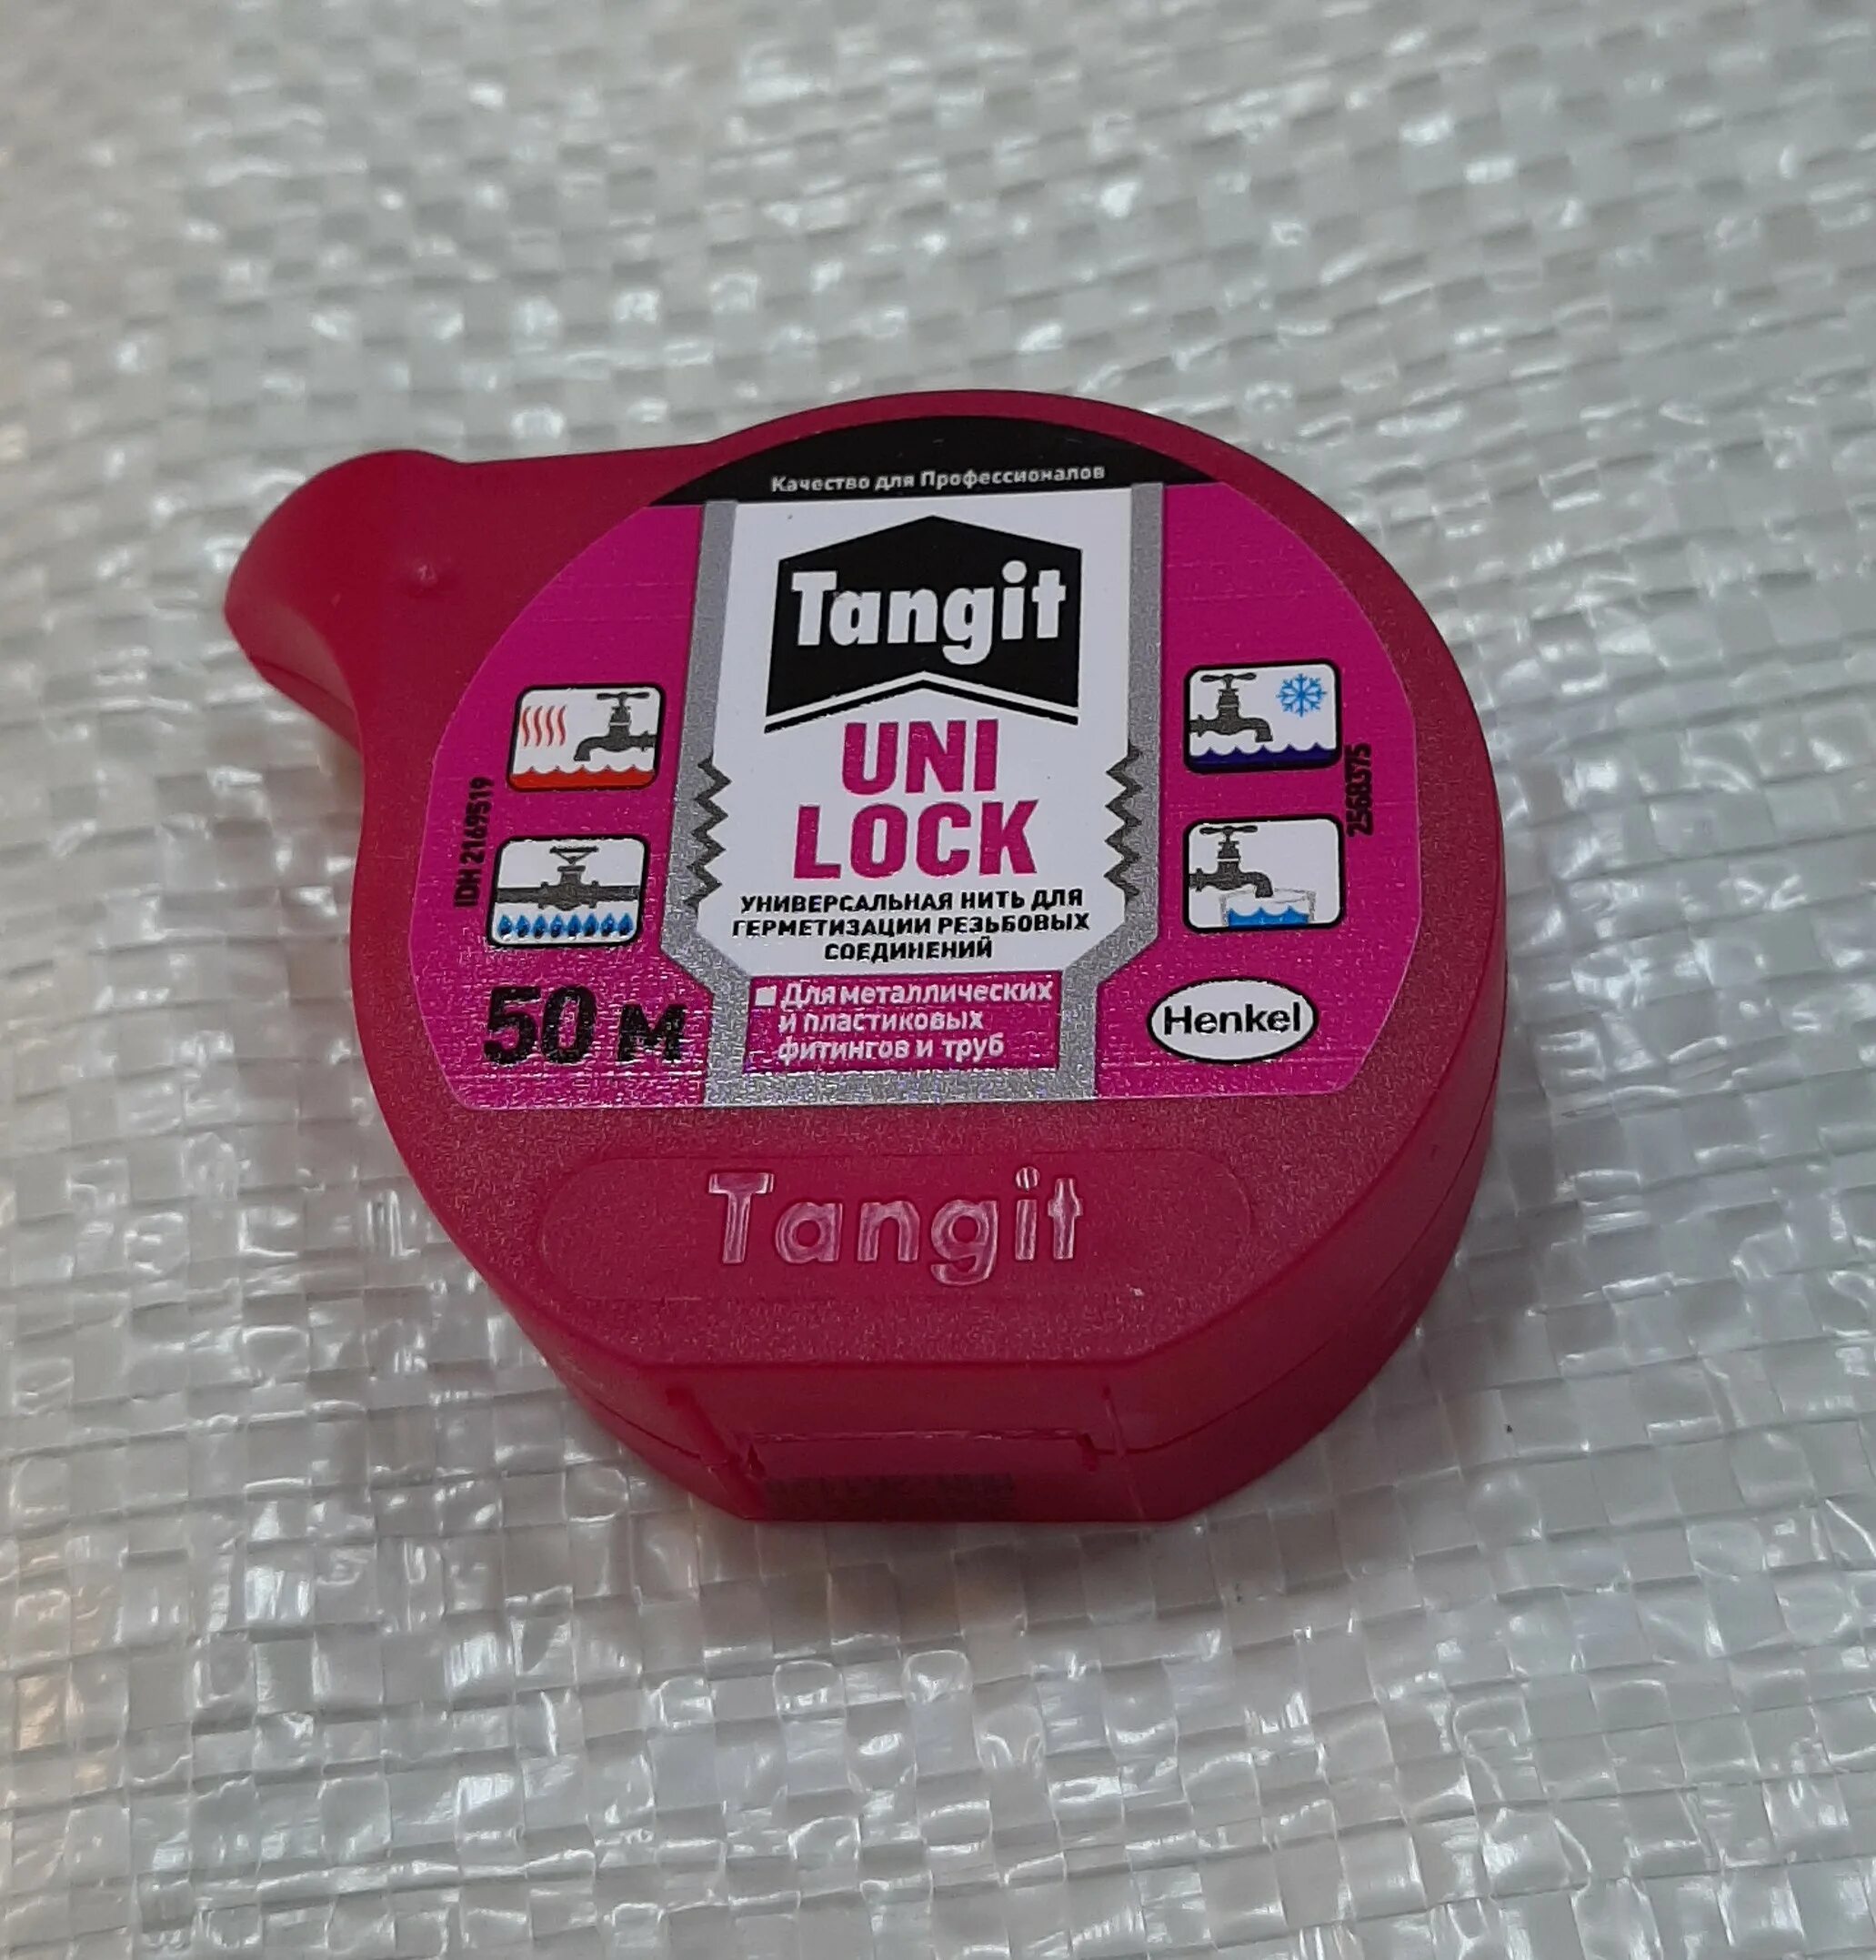 Качество для Профессионалов
Tangit
UNI
LOCK
УНИВЕРСАЛЬНАЯ НИТЬ ДЛЯ
ГЕРМЕТИЗАЦИИ РЕЗЬБОВЫХ
СОЕДИНЕНИЙ
■ Для металлических
и пластиковых
фитингов и труб
50 м
IDH 2169519
2568375
Henkel
Tangit